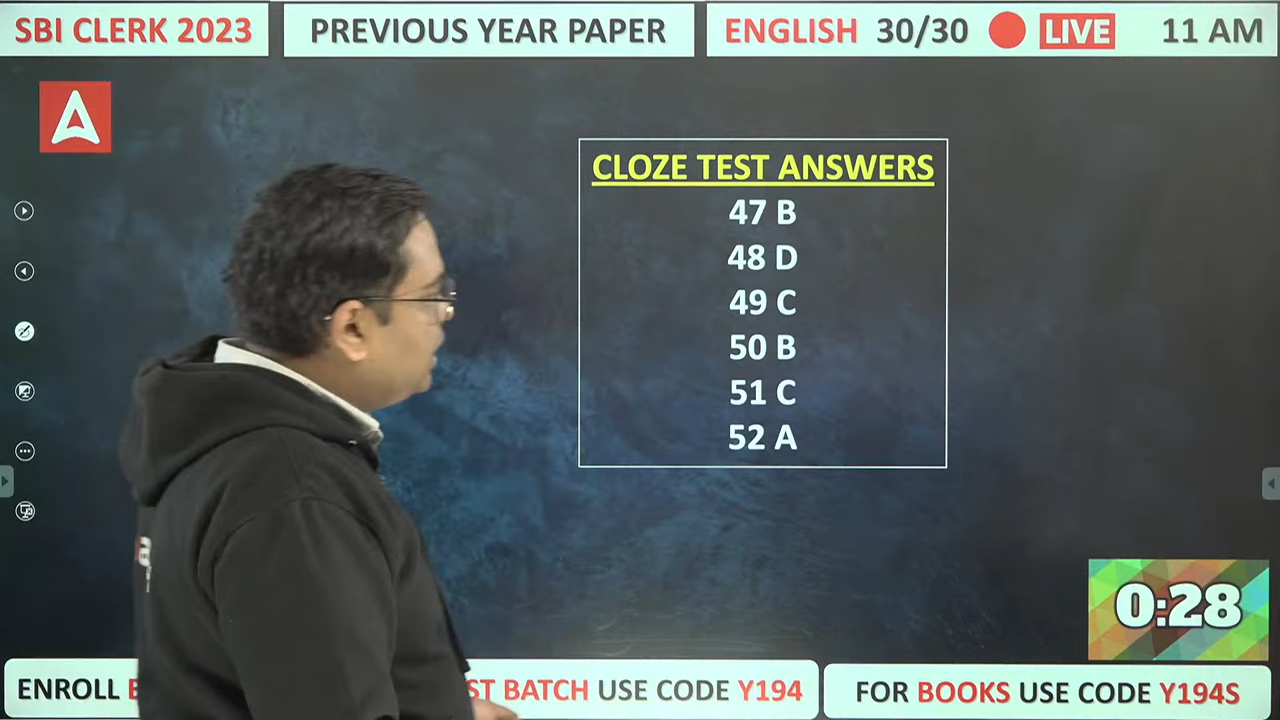 SBI CLERK 2023
PREVIOUS YEAR PAPER
ENGLISH 30/30 LIVE 11 AM
CLOZE TEST ANSWERS
47 B
48 D
49 C
50 B
51 C
52 A
0:28
ENROLL
BATCH USE CODE Y194
FOR BOOKS USE CODE Y194S